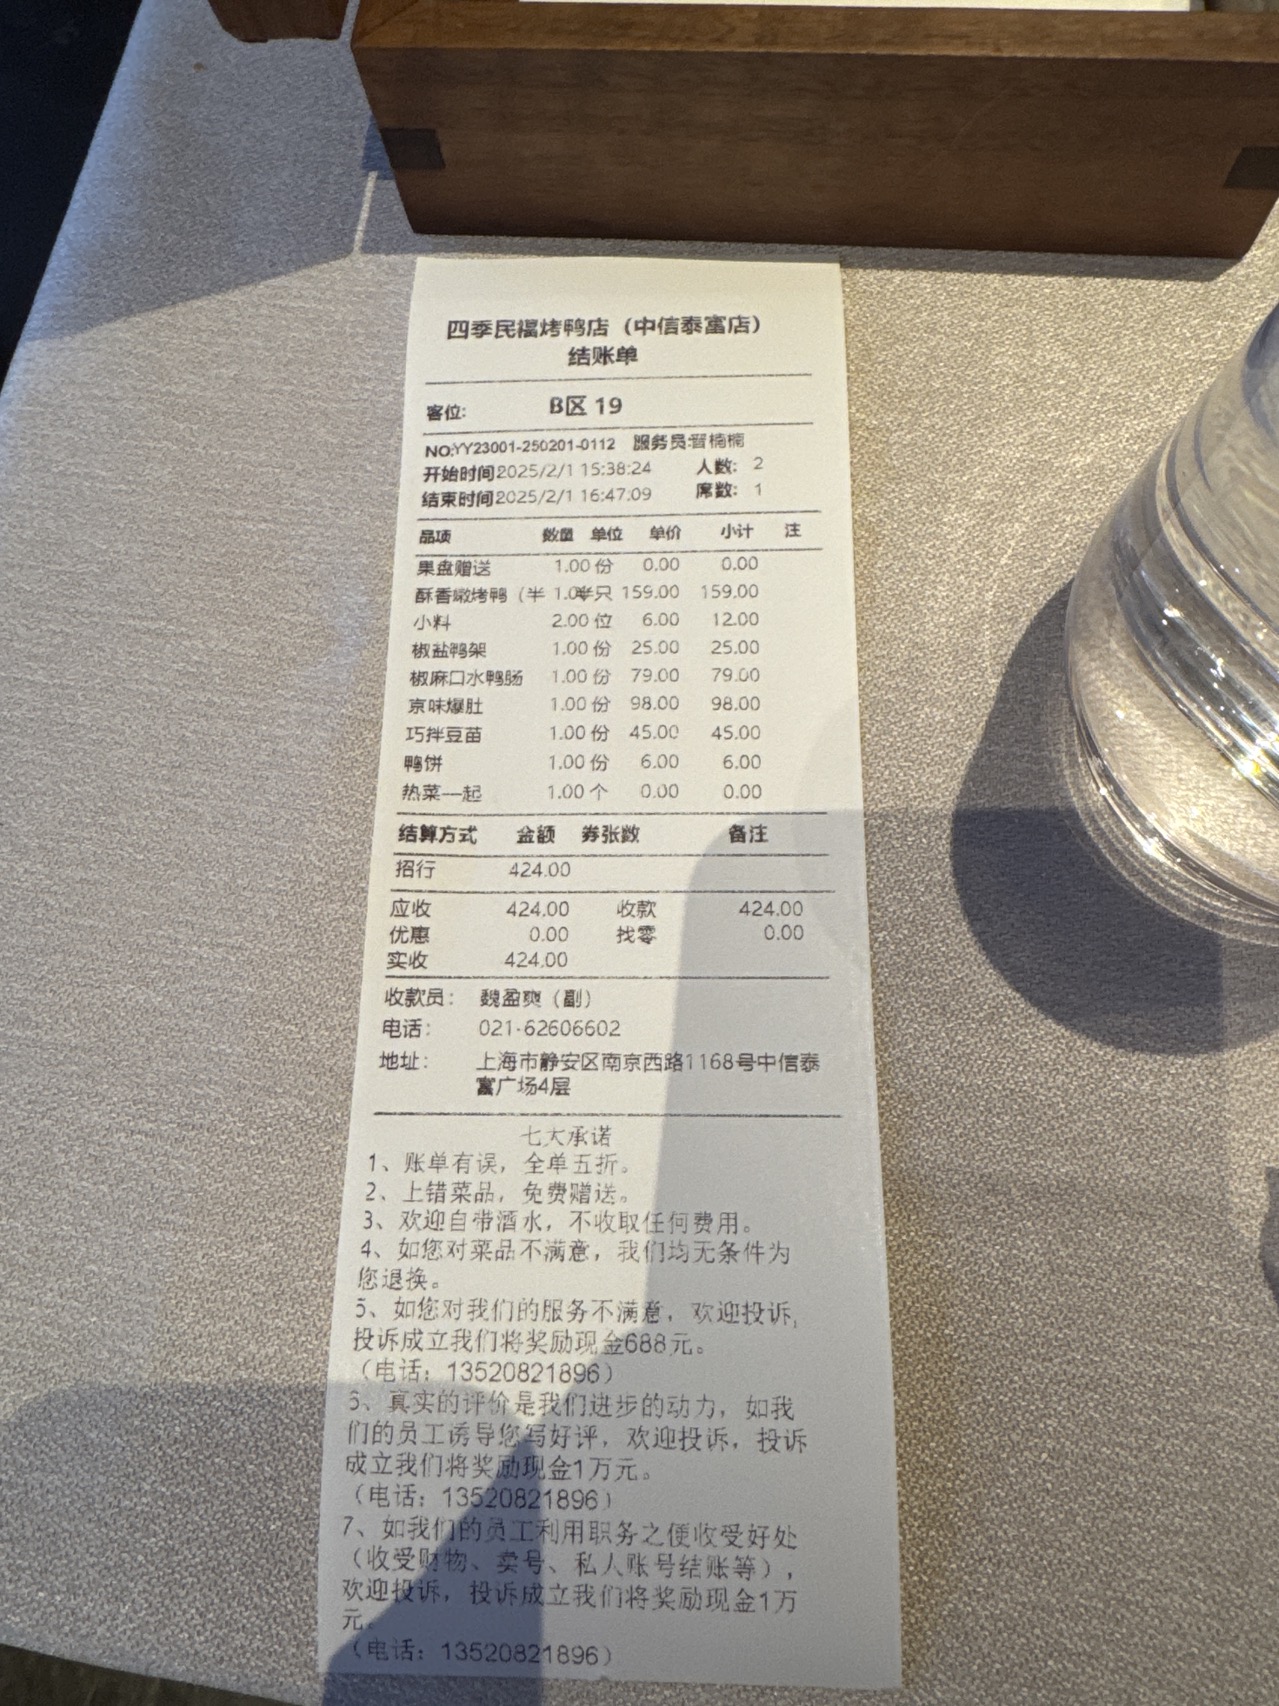 四季民福烤鸭店（中信泰富店）
结账单
客位： B区 19
NO:YY23001-250201-0112 服务员:晋楠楠
开始时间2025/2/1 15:38:24 人数： 2
结束时间2025/2/1 16:47:09 席数： 1
品项 数量 单位 单价 小计 注
果盘赠送 1.00 份 0.00 0.00
酥香嫩烤鸭（半 1.00半只 159.00 159.00
小料 2.00 位 6.00 12.00
椒盐鸭架 1.00 份 25.00 25.00
椒麻口水鸭肠 1.00 份 79.00 79.00
京味爆肚 1.00 份 98.00 98.00
巧拌豆苗 1.00 份 45.00 45.00
鸭饼 1.00 份 6.00 6.00
热菜一起 1.00 个 0.00 0.00
结算方式 金额 券张数 备注
招行 424.00
应收 424.00 收款 424.00
优惠 0.00 找零 0.00
实收 424.00
收款员： 魏盈爽（副）
电话： 021-62606602
地址： 上海市静安区南京西路1168号中信泰
富广场4层
七大承诺
1、账单有误，全单五折。
2、上错菜品，免费赠送。
3、欢迎自带酒水，不收取任何费用。
4、如您对菜品不满意，我们均无条件为
您退换。
5、如您对我们的服务不满意，欢迎投诉，
投诉成立我们将奖励现金688元。
（电话：13520821896）
6、真实的评价是我们进步的动力，如我
们的员工诱导您写好评，欢迎投诉，投诉
成立我们将奖励现金1万元。
（电话：13520821896）
7、如我们的员工利用职务之便收受好处
（收受财物、卖号、私人账号结账等），
欢迎投诉，投诉成立我们将奖励现金1万
元。
（电话：13520821896）